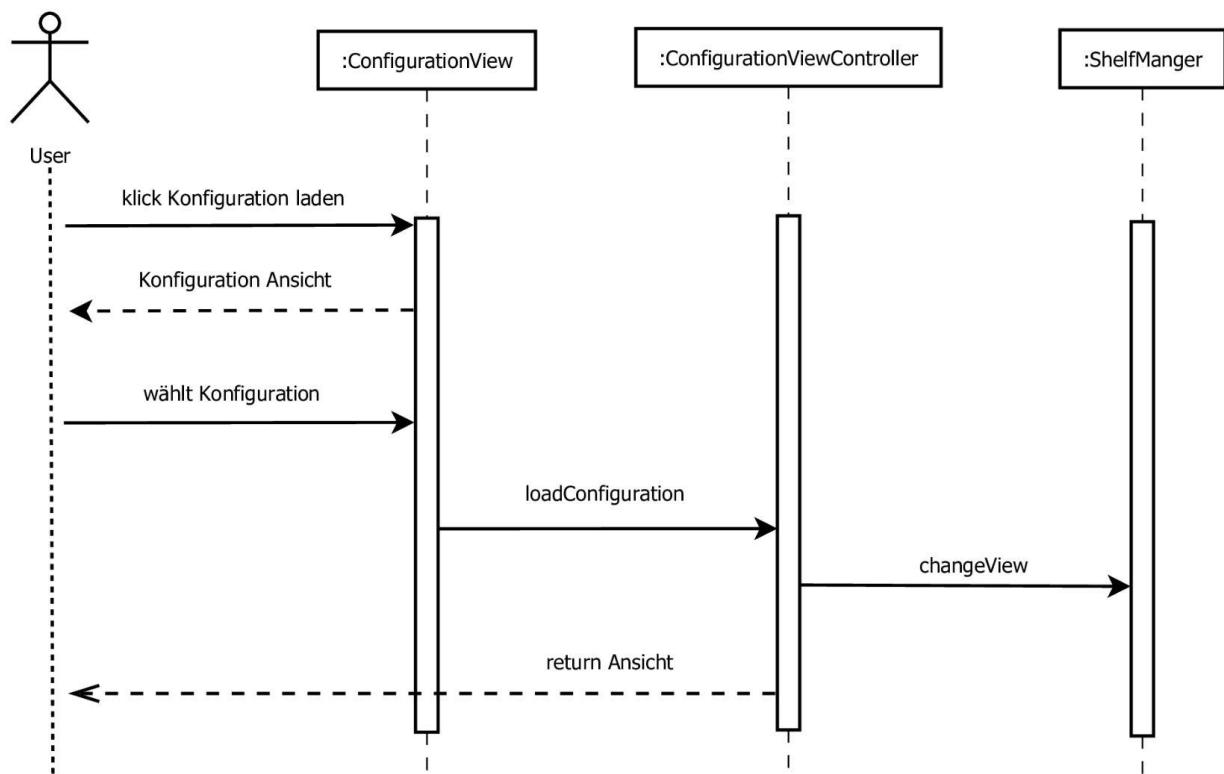 :ConfigurationView
:ConfigurationViewController
:ShelfManger
User
klick Konfiguration laden
Konfiguration Ansicht
wählt Konfiguration
loadConfiguration
changeView
return Ansicht